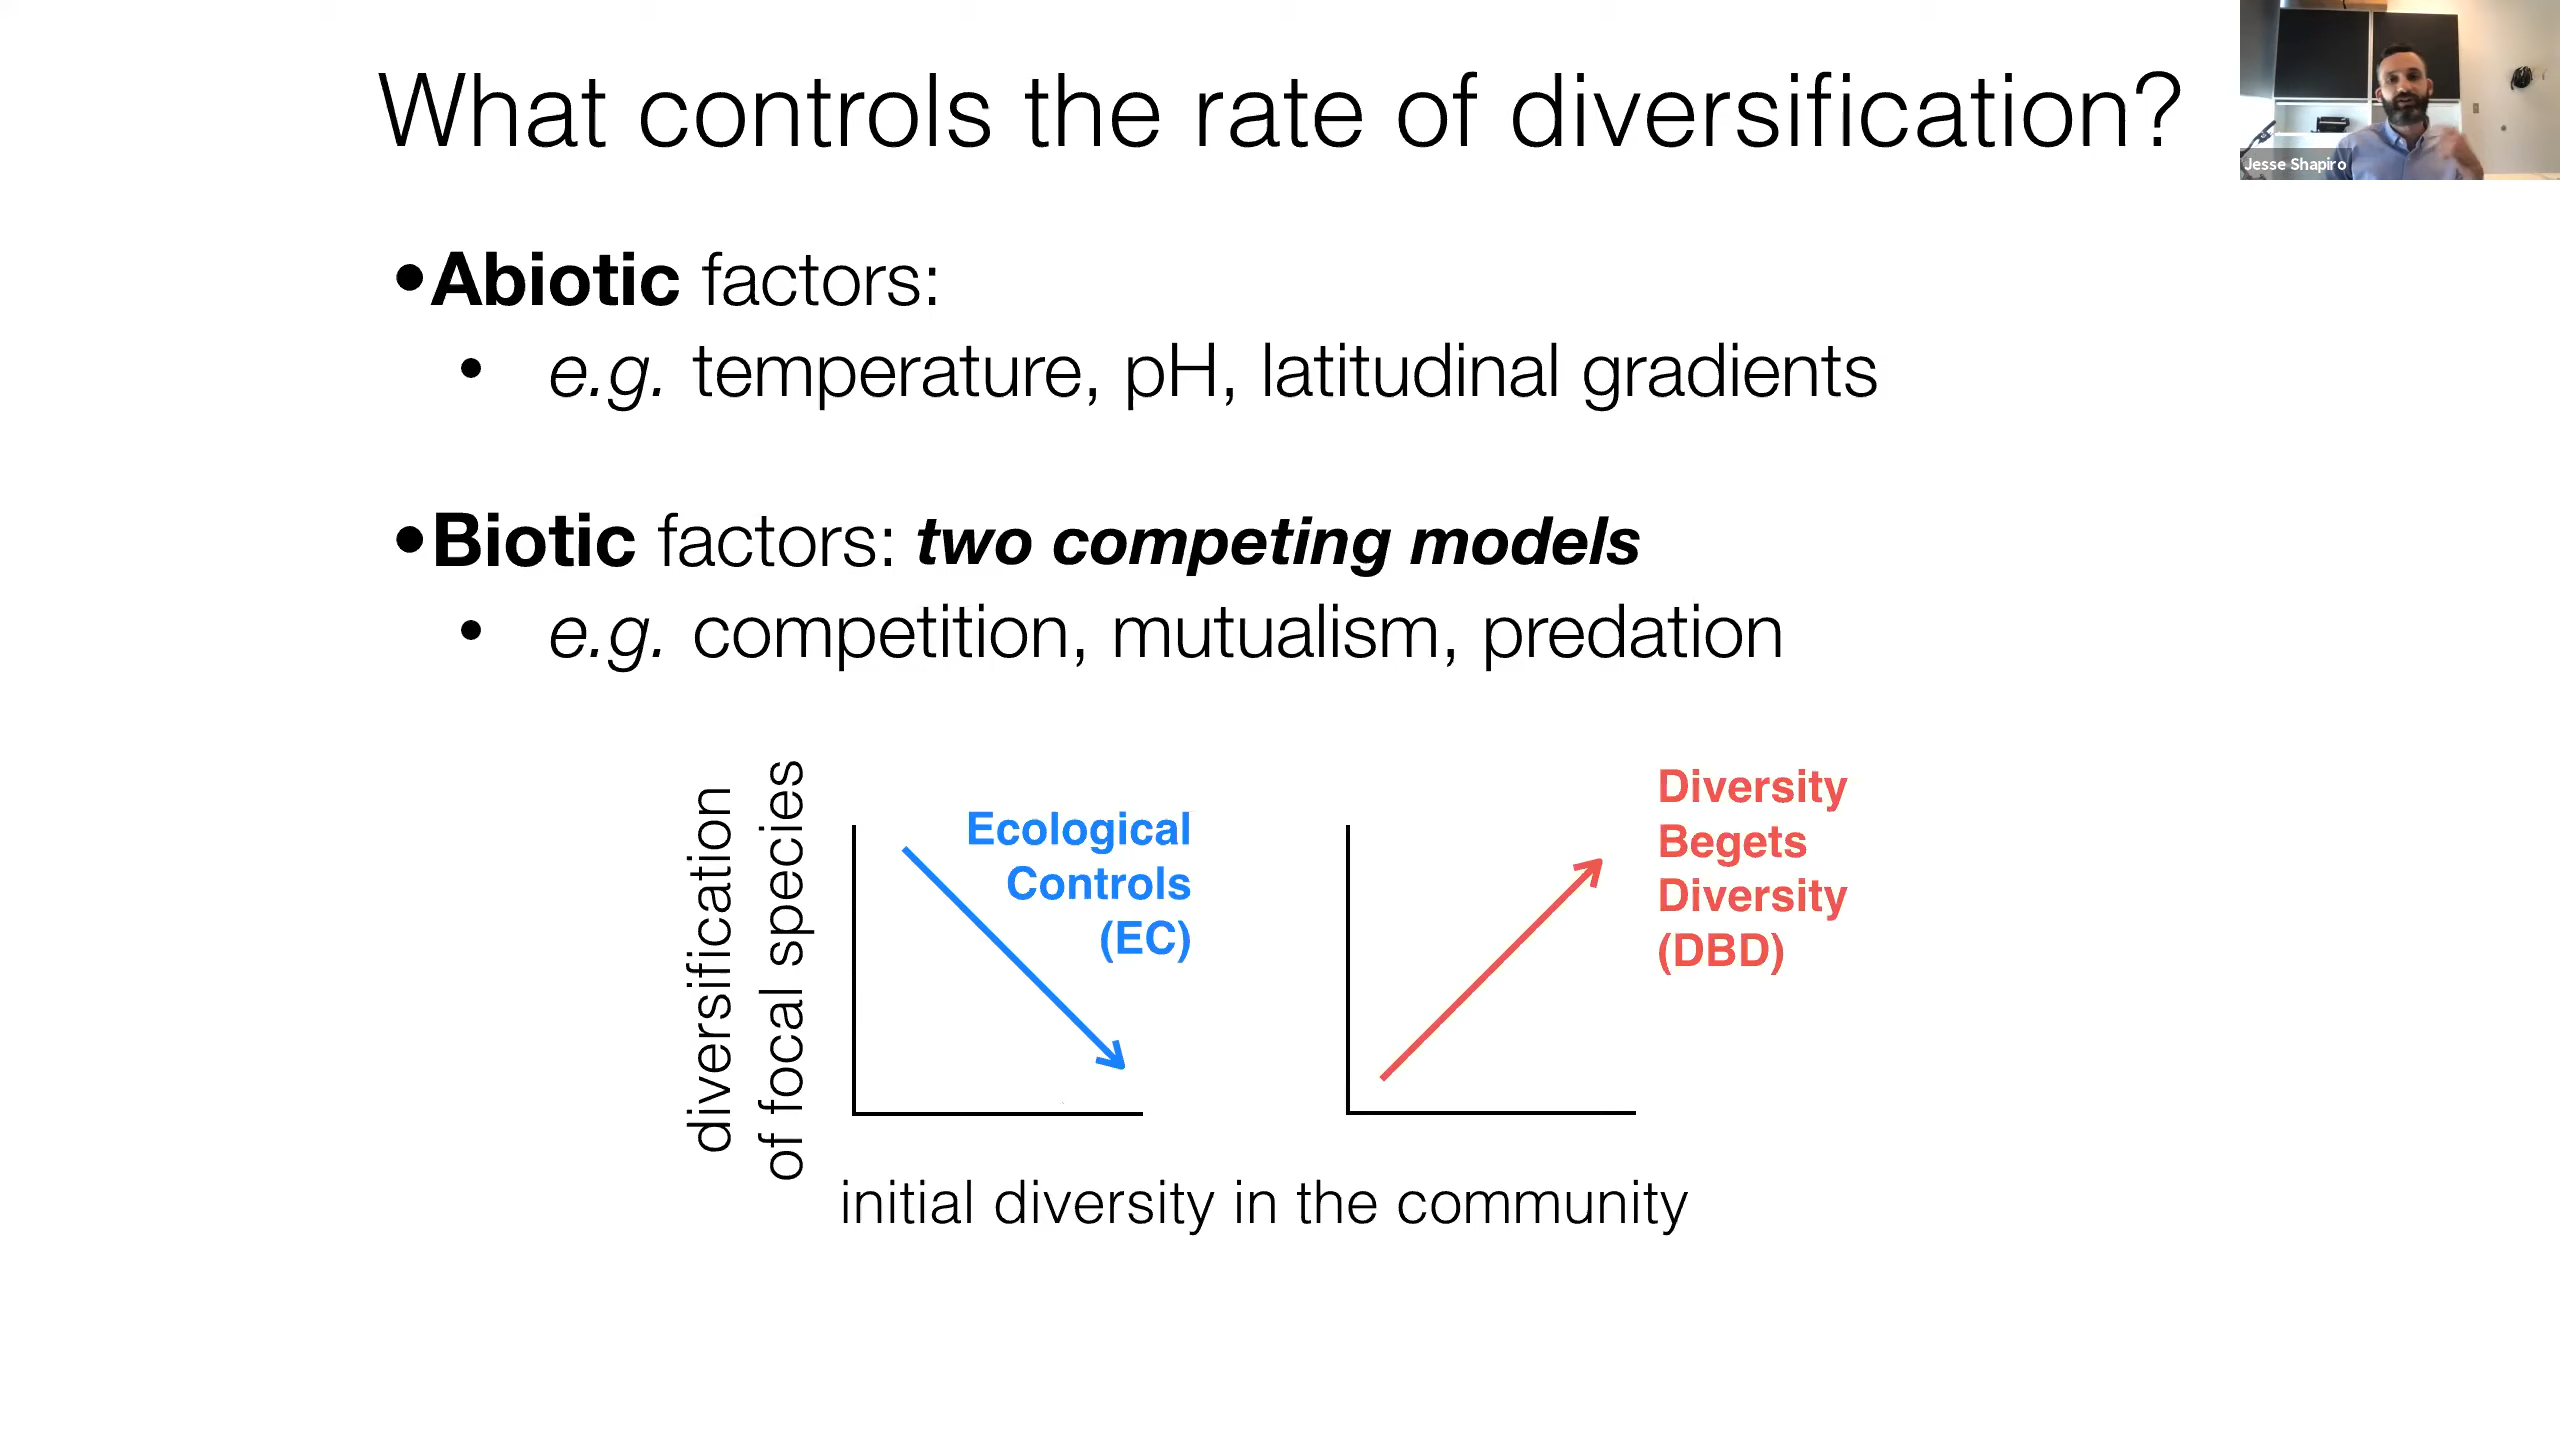 What controls the rate of diversification?
Jesse Shapiro
•Abiotic factors:
• e.g. temperature, pH, latitudinal gradients
•Biotic factors: two competing models
• e.g. competition, mutualism, predation
diversification
of focal species
Ecological
Controls
(EC)
Diversity
Begets
Diversity
(DBD)
initial diversity in the community